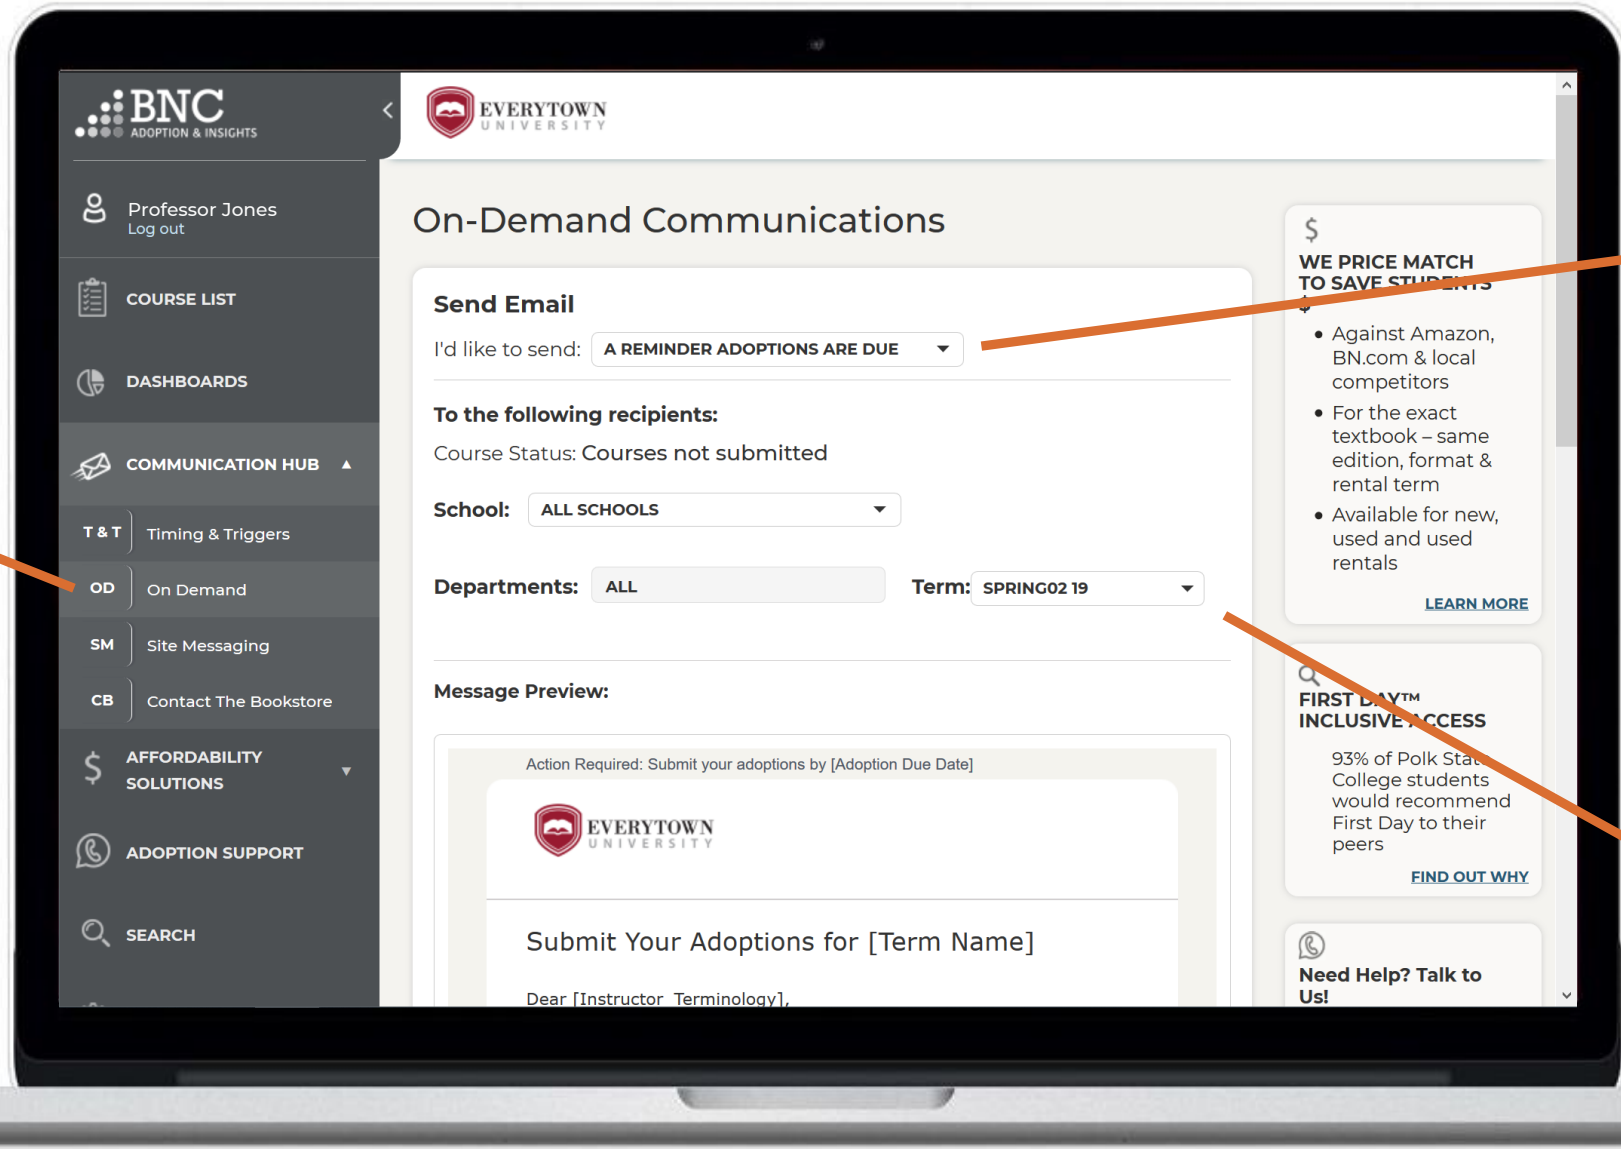 BNC
ADOPTION & INSIGHTS
Professor Jones
Log out
COURSE LIST
DASHBOARDS
COMMUNICATION HUB
T & T Timing & Triggers
OD On Demand
SM Site Messaging
CB Contact The Bookstore
AFFORDABILITY
SOLUTIONS
ADOPTION SUPPORT
SEARCH
EVERYTOWN
UNIVERSITY
On-Demand Communications
Send Email
I'd like to send: A REMINDER ADOPTIONS ARE DUE
To the following recipients:
Course Status: Courses not submitted
School: ALL SCHOOLS
Departments: ALL Term: SPRING02 19
Message Preview:
Action Required: Submit your adoptions by [Adoption Due Date]
EVERYTOWN
UNIVERSITY
Submit Your Adoptions for [Term Name]
Dear [Instructor_Terminology],
$
WE PRICE MATCH
TO SAVE STUDENTS
$
• Against Amazon,
BN.com & local
competitors
• For the exact
textbook – same
edition, format &
rental term
• Available for new,
used and used
rentals
LEARN MORE
FIRST DAY™
INCLUSIVE ACCESS
93% of Polk State
College students
would recommend
First Day to their
peers
FIND OUT WHY
Need Help? Talk to
Us!